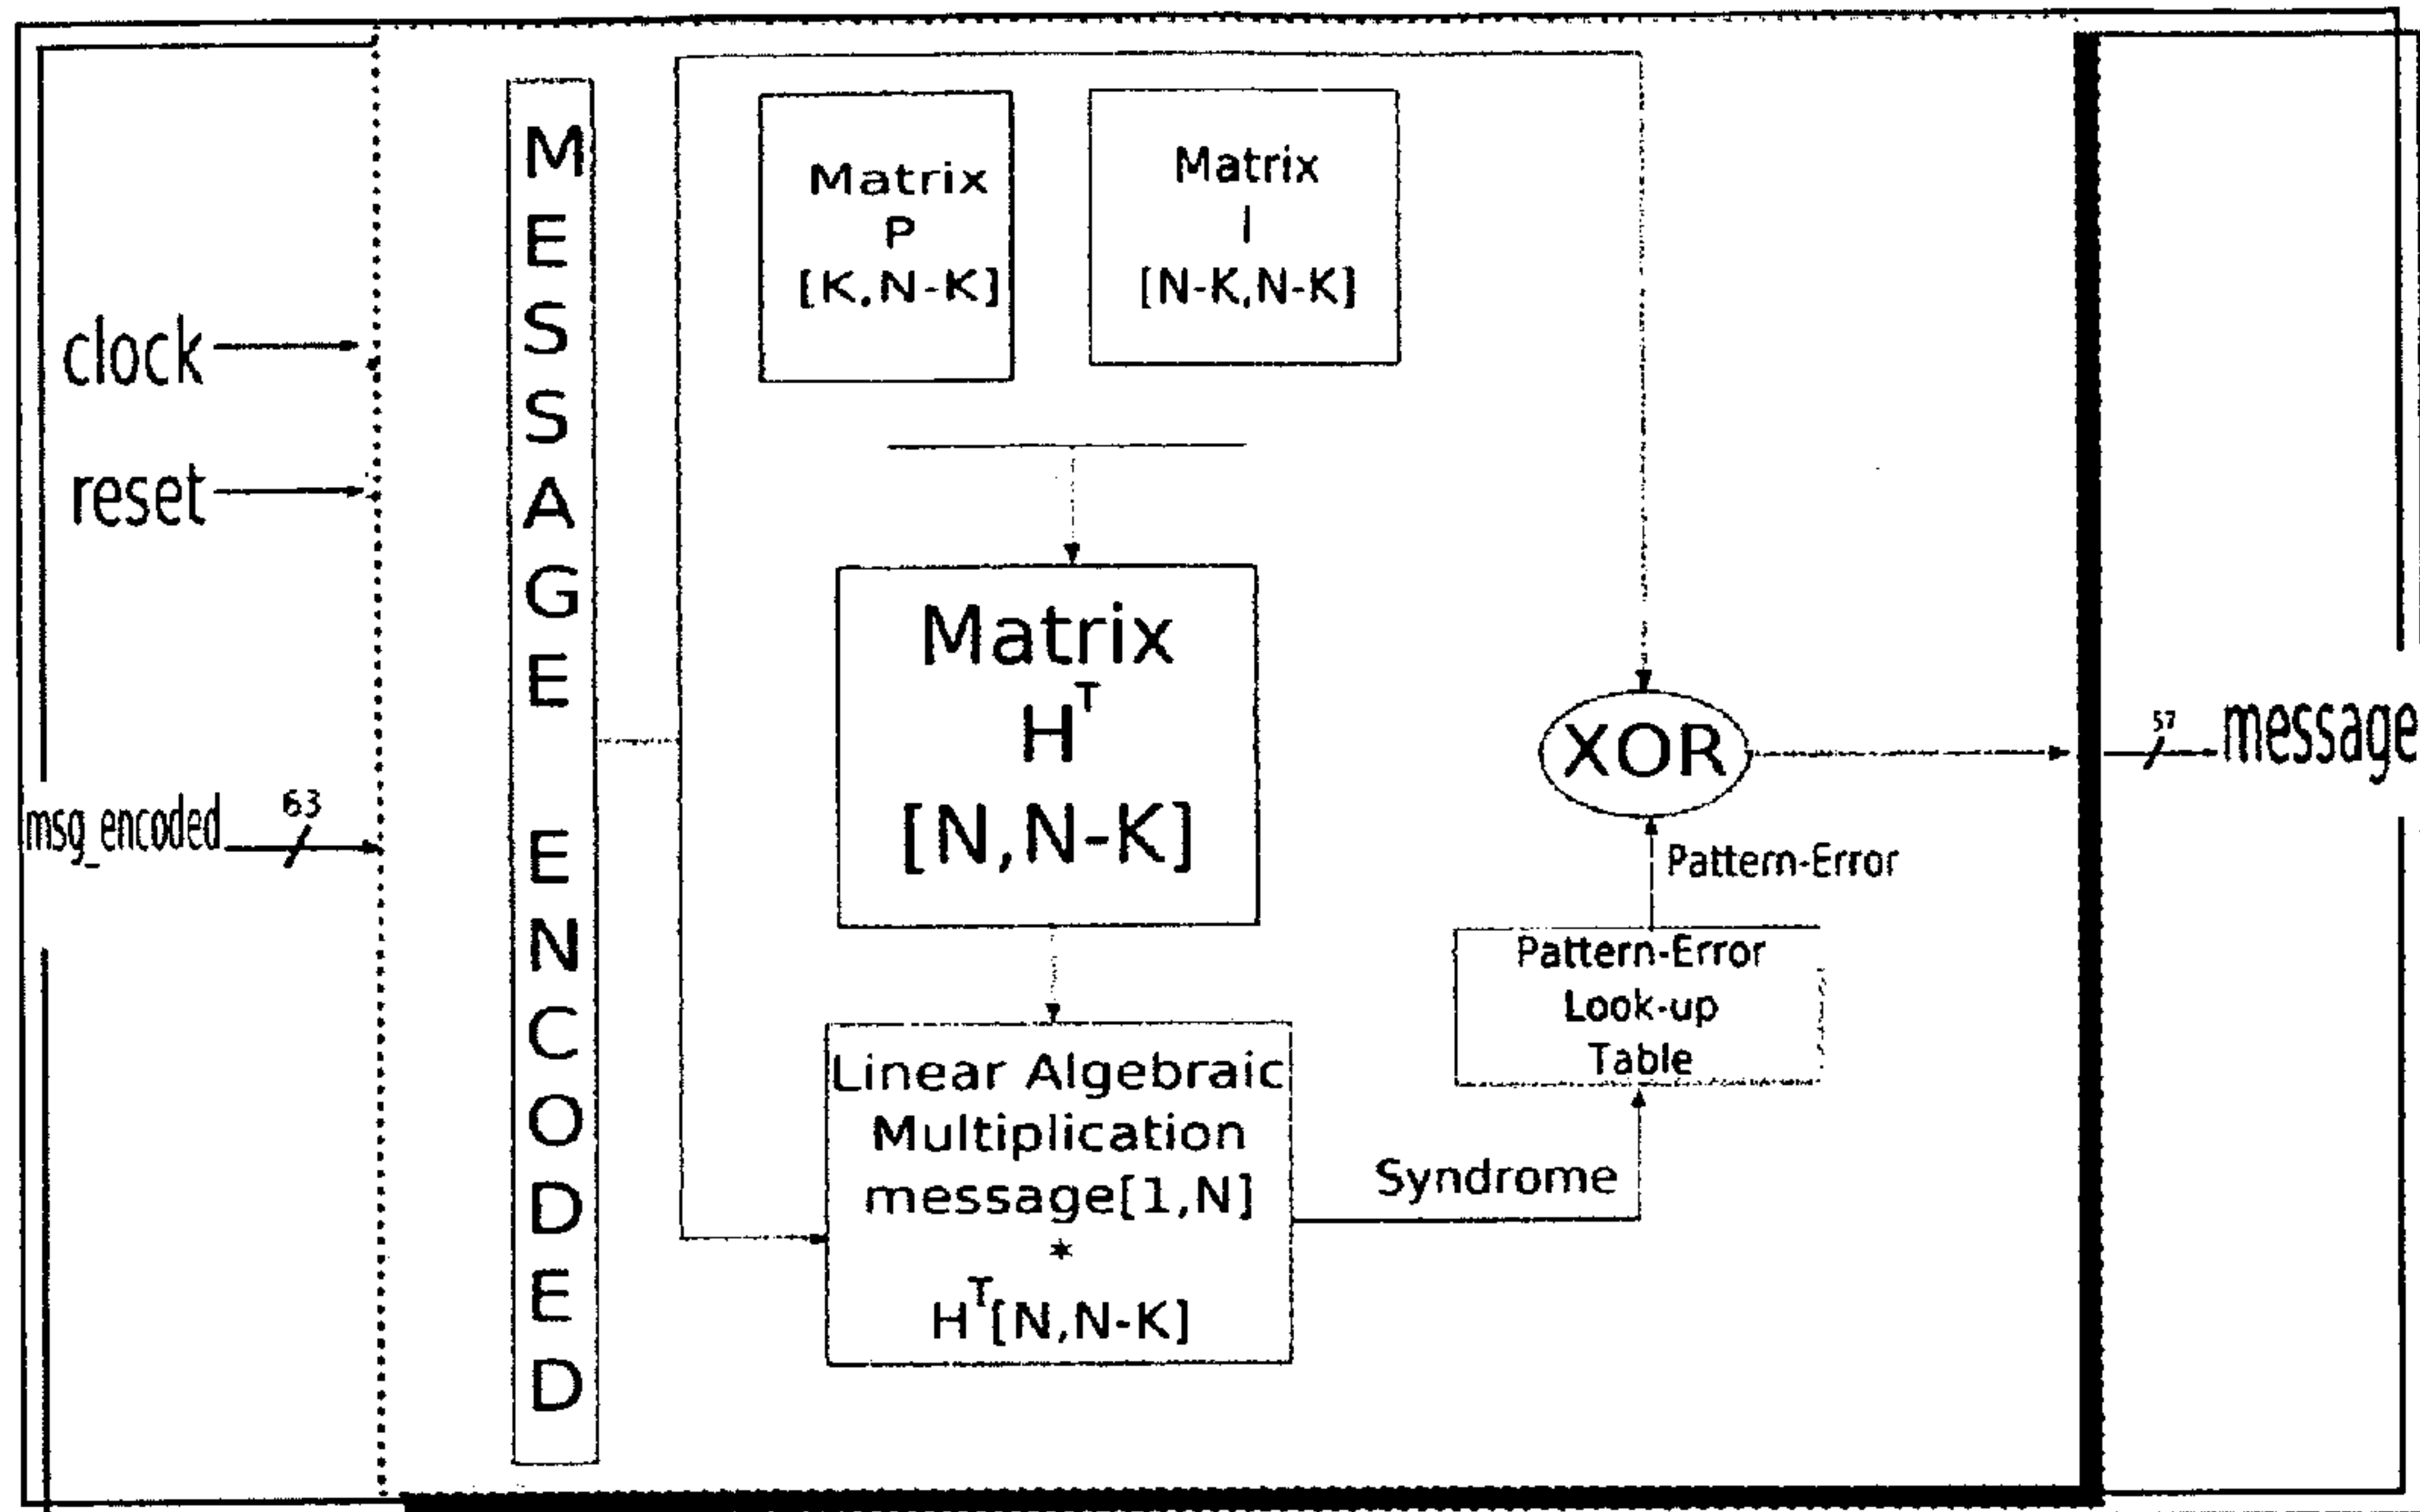 clock
reset
msg_encoded
63
MESSAGE ENCODED
Matrix
P
[K,N-K]
Matrix
I
[N-K,N-K]
Matrix
H^T
[N,N-K]
Linear Algebraic
Multiplication
message[1,N]
*
H^T[N,N-K]
Syndrome
Pattern-Error
Look-up
Table
Pattern-Error
XOR
57
message